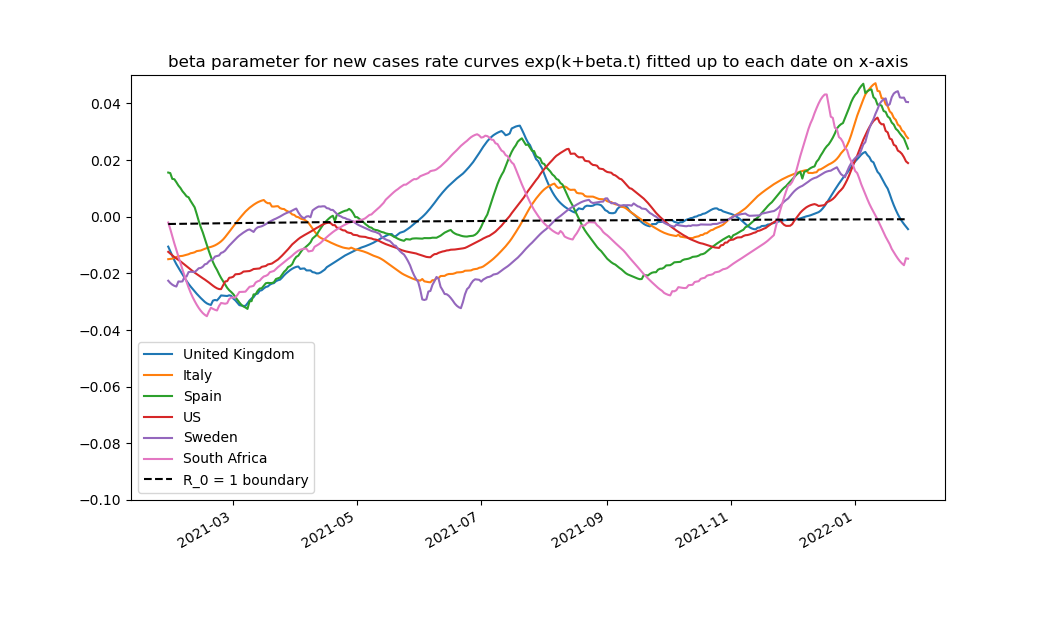 beta parameter for new cases rate curves exp(k+beta.t) fitted up to each date on x-axis
0.04
0.02
0.00
−0.02
−0.04
−0.06
−0.08
−0.10
United Kingdom
Italy
Spain
US
Sweden
South Africa
R_0 = 1 boundary
2021-03
2021-05
2021-07
2021-09
2021-11
2022-01